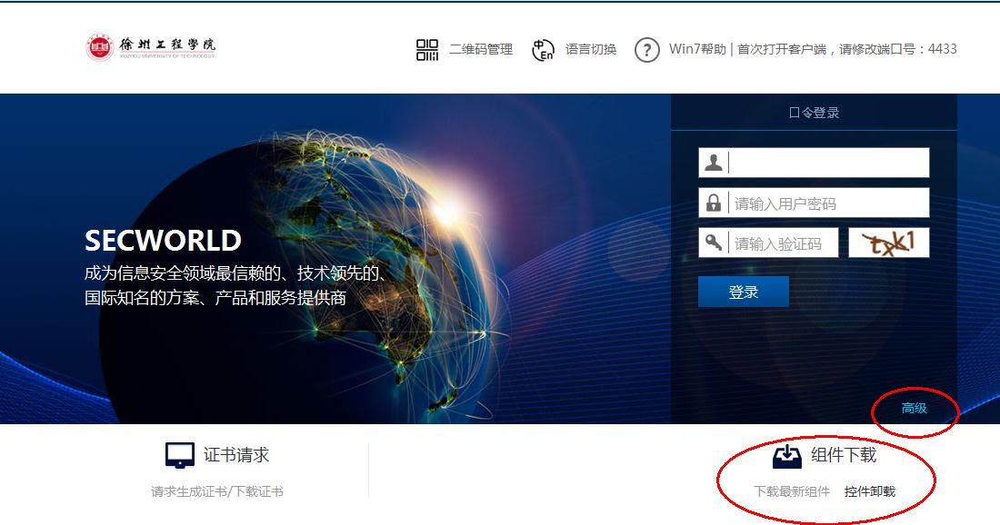 徐州工程學院
XUZHOU UNIVERSITY OF TECHNOLOGY
二维码管理
中 En 语言切换
? Win7帮助 | 首次打开客户端，请修改端口号：4433
口令登录
请输入用户密码
请输入验证码
txk1
登录
SECWORLD
成为信息安全领域最信赖的、技术领先的、
国际知名的方案、产品和服务提供商
高级
证书请求
请求生成证书/下载证书
组件下载
下载最新组件 控件卸载